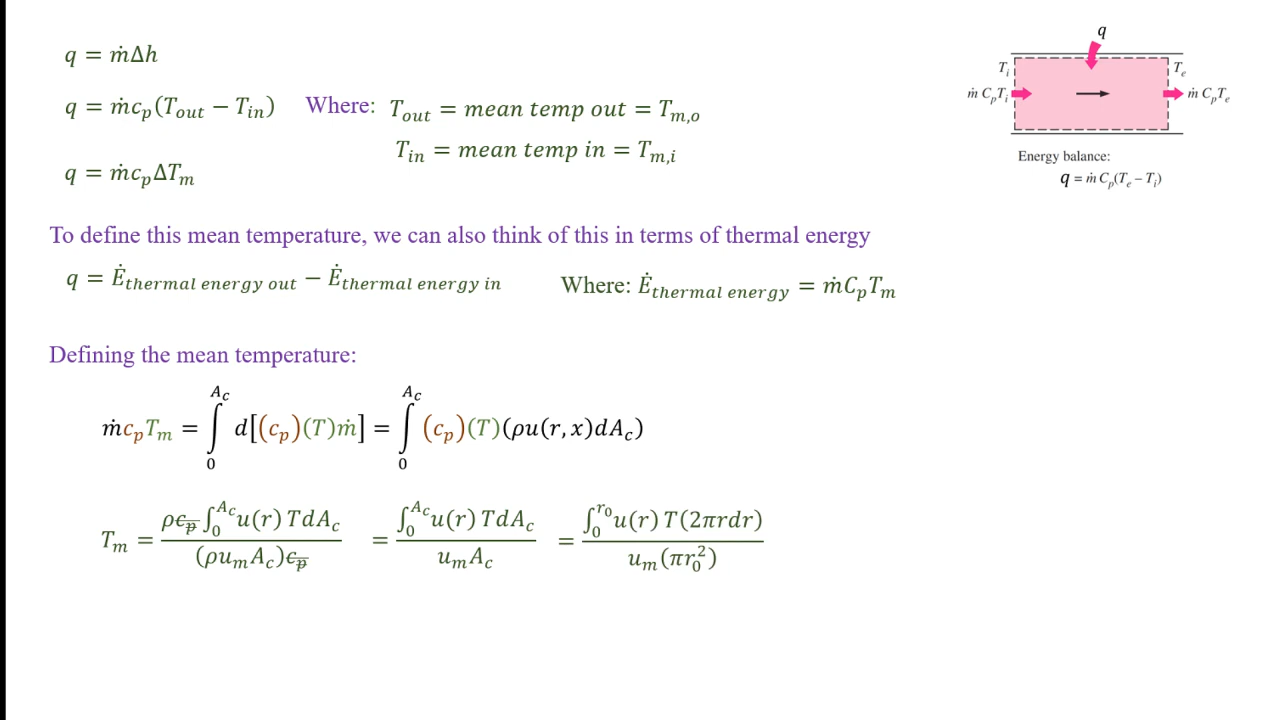 q = ṁΔh
q = ṁc_p(T_out − T_in) Where: T_out = mean temp out = T_m,o
T_in = mean temp in = T_m,i
q = ṁc_pΔT_m
q
T_i T_e
ṁ C_pT_i ṁ C_pT_e
Energy balance:
q = ṁ C_p(T_e − T_i)
To define this mean temperature, we can also think of this in terms of thermal energy
q = Ė_thermal energy out − Ė_thermal energy in Where: Ė_thermal energy = ṁC_pT_m
Defining the mean temperature:
ṁc_pT_m = ∫_0^A_c d[(c_p)(T)ṁ] = ∫_0^A_c (c_p)(T)(ρu(r, x)dA_c)
T_m = ρc_p ∫_0^A_c u(r) TdA_c / (ρu_mA_c)c_p = ∫_0^A_c u(r) TdA_c / u_mA_c = ∫_0^r_0 u(r) T(2πrdr) / u_m(πr_0^2)